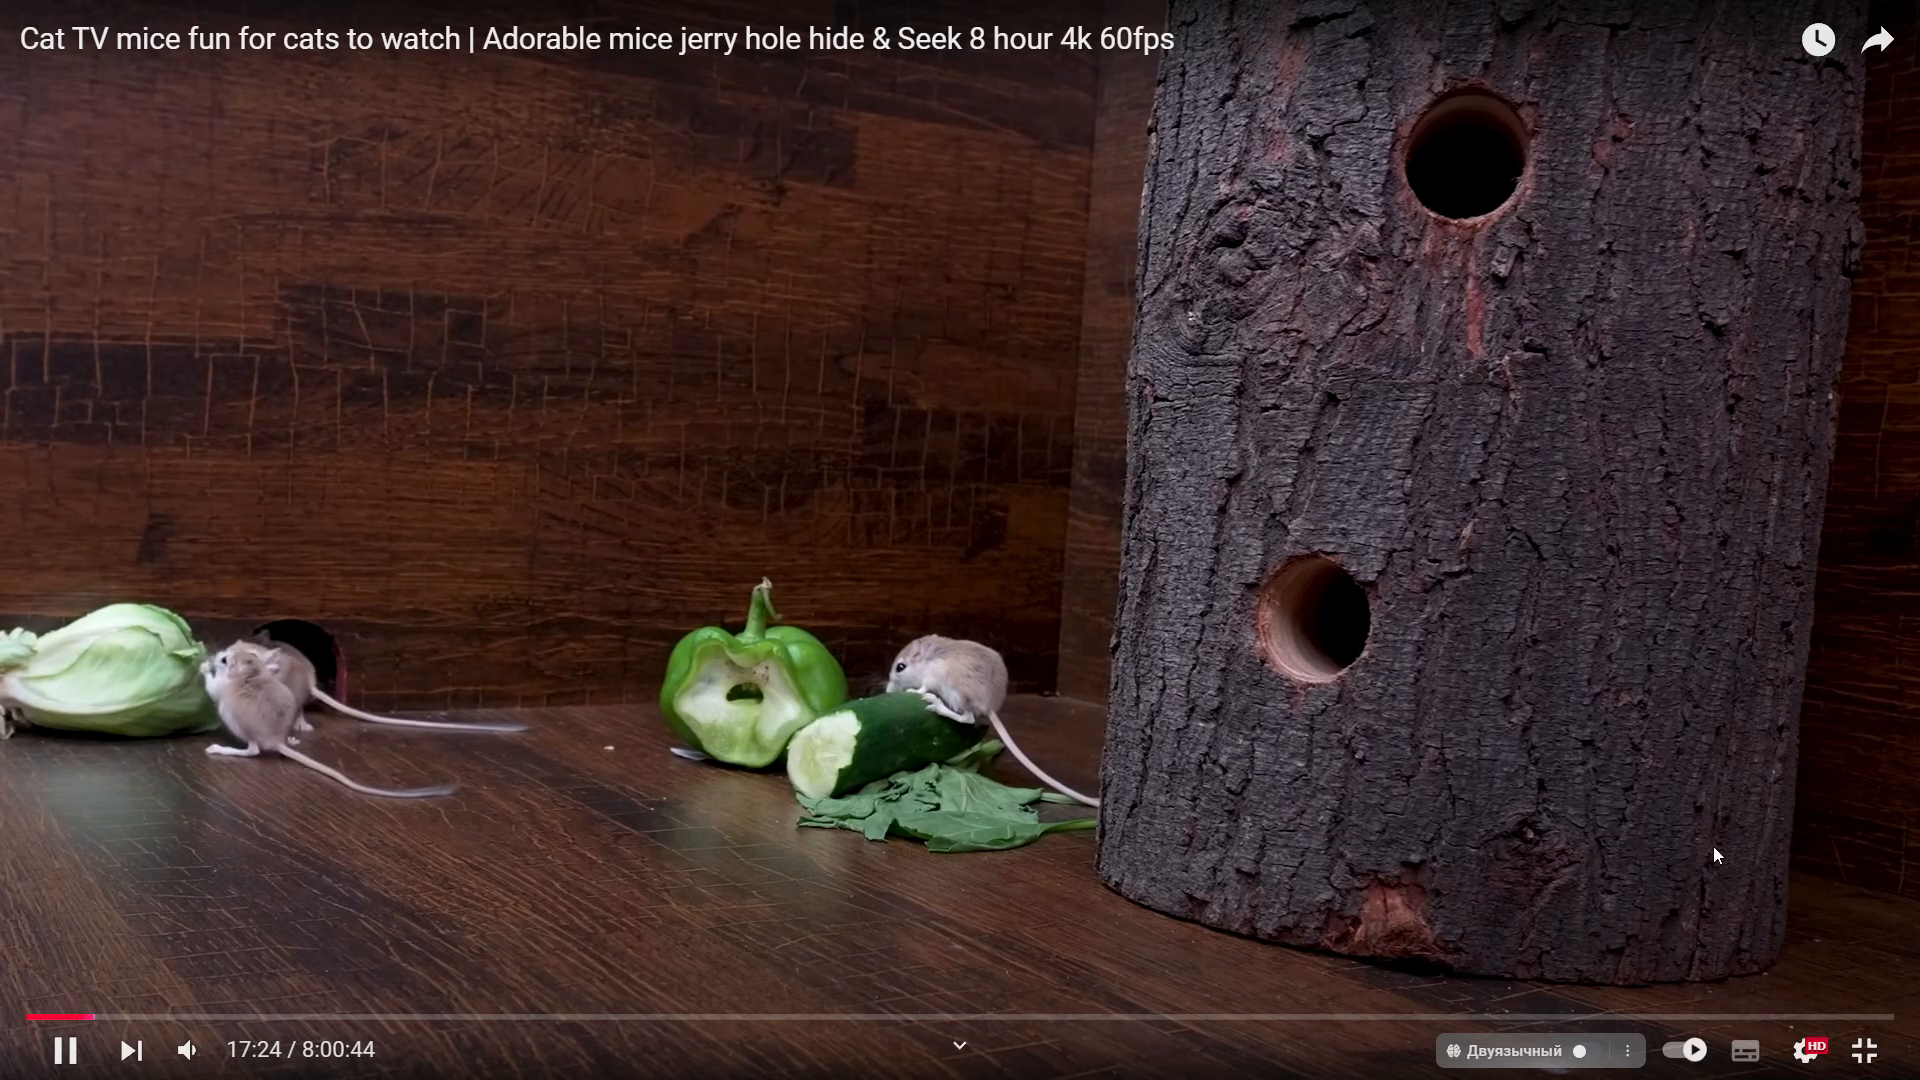 Cat TV mice fun for cats to watch | Adorable mice jerry hole hide & Seek 8 hour 4k 60fps
17:24 / 8:00:44
Двуязычный
HD